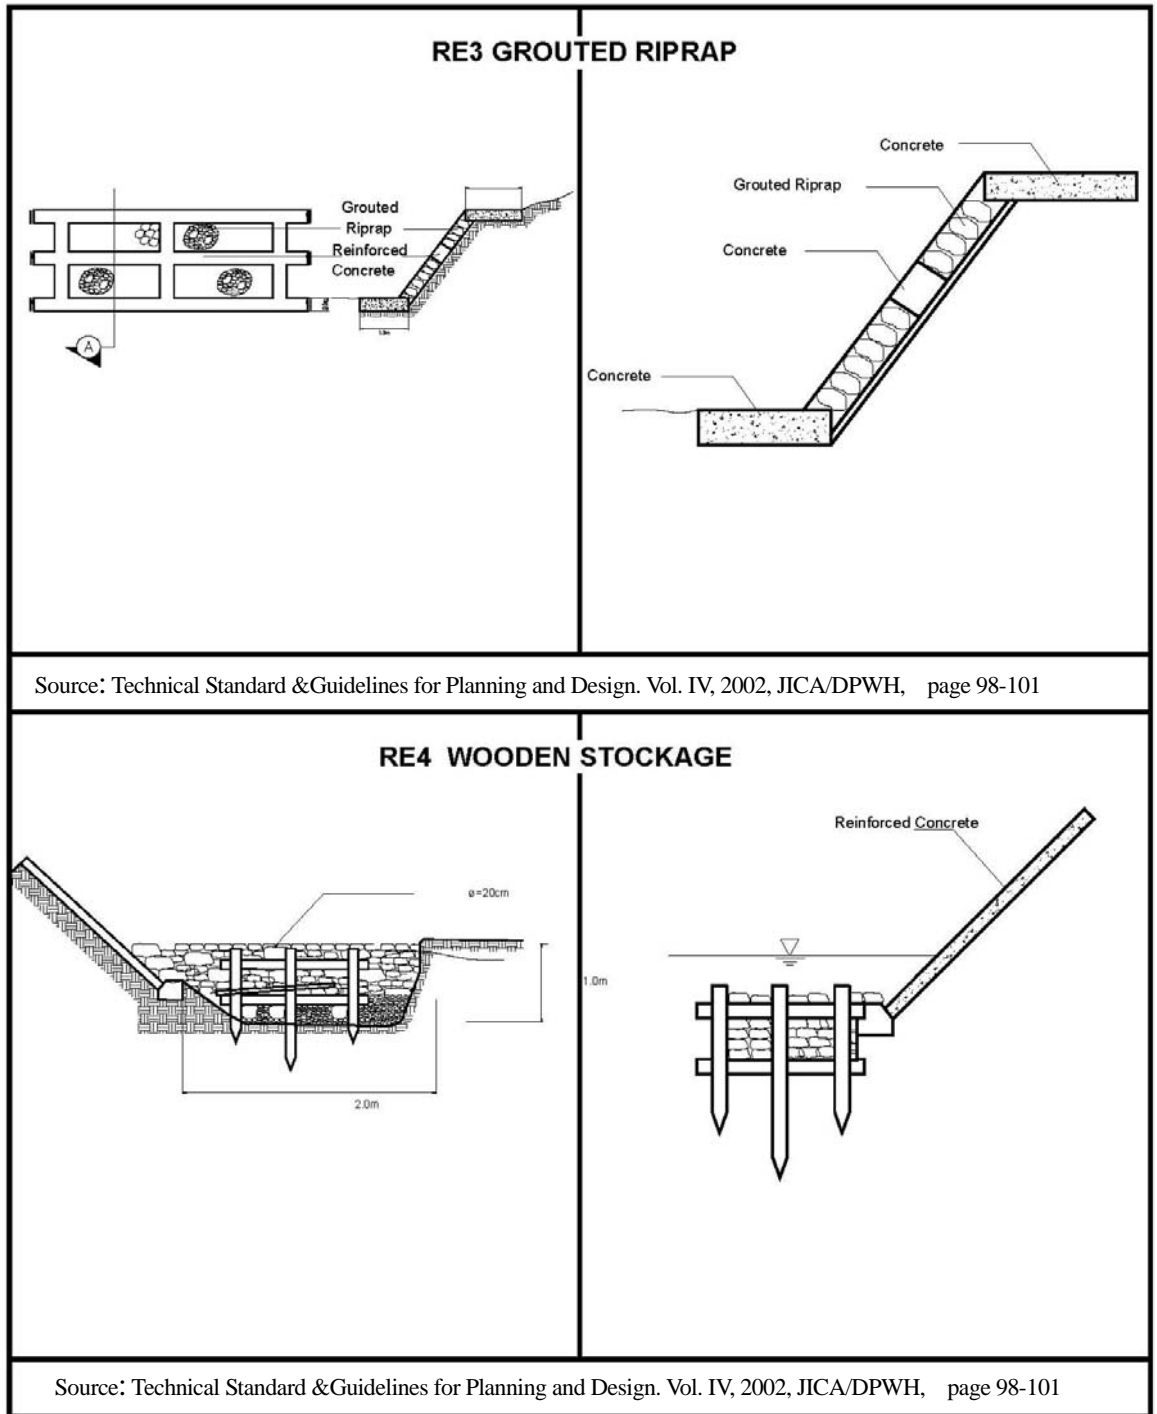 RE3 GROUTED RIPRAP
Grouted
Riprap
Reinforced
Concrete
A
Concrete
Grouted Riprap
Concrete
Concrete
Source: Technical Standard &Guidelines for Planning and Design. Vol. IV, 2002, JICA/DPWH, page 98-101
RE4 WOODEN STOCKAGE
ø=20cm
1.0m
2.0m
Reinforced Concrete
Source: Technical Standard &Guidelines for Planning and Design. Vol. IV, 2002, JICA/DPWH, page 98-101